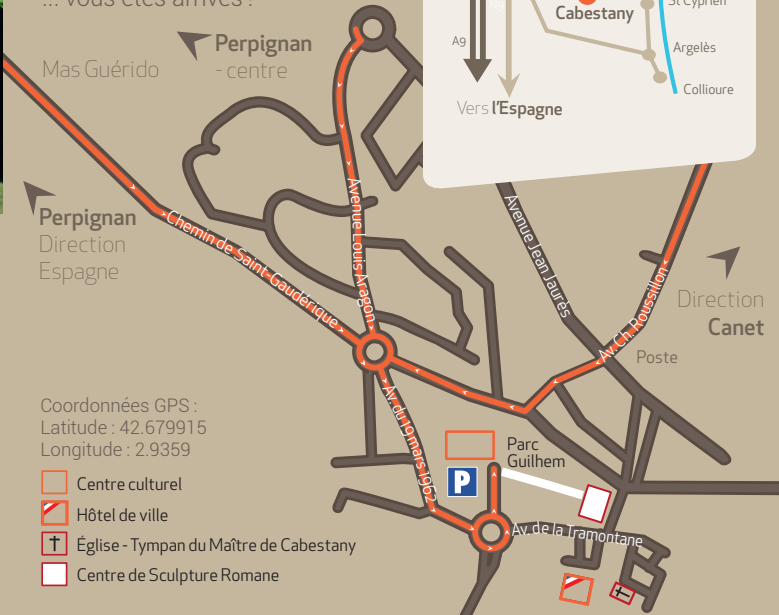 ... vous êtes arrivés !
Perpignan
- centre
Mas Guérido
Cabestany
St Cyprien
A9
Argelès
Collioure
Vers l'Espagne
Perpignan
Direction
Espagne
Chemin de Saint-Gaudérique
Avenue Louis Aragon
Avenue Jean Jaurès
Av. Ch. Roussillon
Direction
Canet
Poste
Av. du 19 mars 1962
Parc
Guilhem
P
Av. de la Tramontane
Coordonnées GPS :
Latitude : 42.679915
Longitude : 2.9359
Centre culturel
Hôtel de ville
Église - Tympan du Maître de Cabestany
Centre de Sculpture Romane